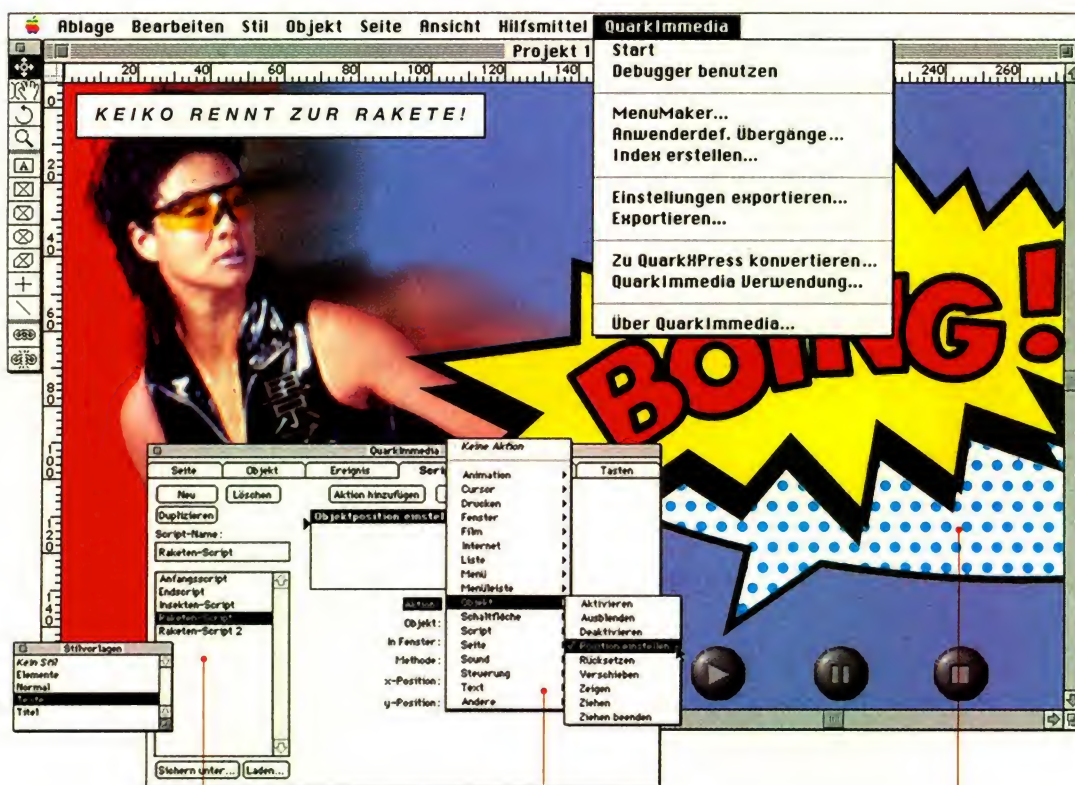 Ablage Bearbeiten Stil Objekt Seite Ansicht Hilfsmittel QuarkImmedia
Projekt 1
Start
Debugger benutzen
MenuMaker...
Anwenderdef. Übergänge...
Index erstellen...
Einstellungen exportieren...
Exportieren...
Zu QuarkXPress konvertieren...
QuarkImmedia Verwendung...
Über QuarkImmedia...
20 40 60 80 100 120 140 240 260
KEIKO RENNT ZUR RAKETE!
BOING!
QuarkImmedia
Seite Objekt Ereignis Scrip Tasten
Neu Löschen Aktion hinzufügen
Duplizieren
Objektposition einstell
Script-Name:
Raketen-Script
Anfangsscript
Endscript
Insekten-Script
Raketen-Script
Raketen-Script 2
Aktion:
Objekt:
In Fenster:
Methode:
x-Position:
y-Position:
Sichern unter... Laden...
Keine Aktion
Animation
Cursor
Drucken
Fenster
Film
Internet
Liste
Menü
Menüleiste
Objekt
Schaltfläche
Script
Seite
Sound
Steuerung
Text
Andere
Aktivieren
Ausblenden
Deaktivieren
Position einstellen
Rücksetzen
Verschieben
Zeigen
Ziehen
Ziehen beenden
Stilvorlagen
Kein Stil
Elemente
Normal
Titel